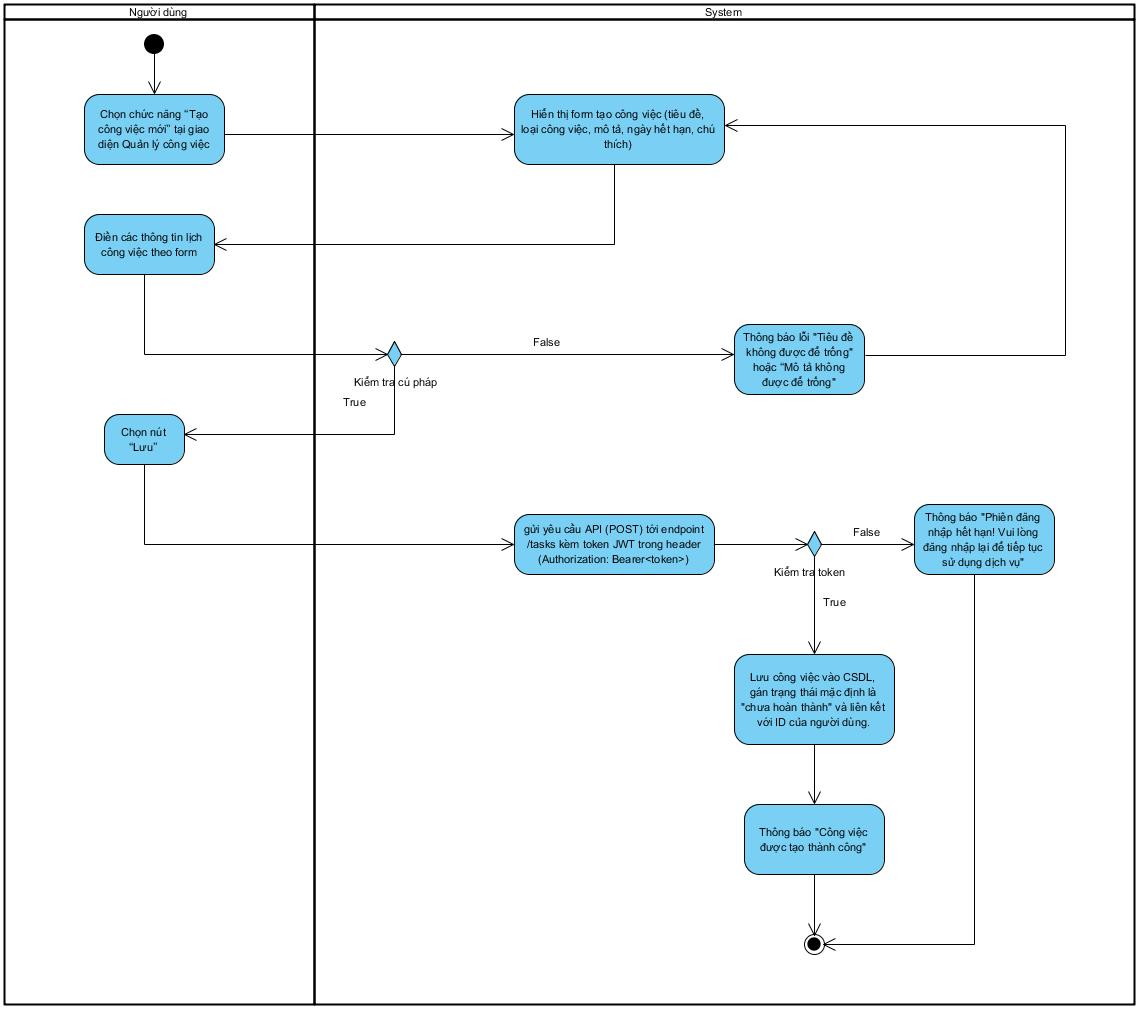 Người dùng
System
Chọn chức năng “Tạo
công việc mới” tại giao
diện Quản lý công việc
Hiển thị form tạo công việc (tiêu đề,
loại công việc, mô tả, ngày hết hạn, chú
thích)
Điền các thông tin lịch
công việc theo form
False
Thông báo lỗi "Tiêu đề
không được để trống"
hoặc “Mô tả không
được để trống"
Kiểm tra cú pháp
True
Chọn nút
“Lưu”
gửi yêu cầu API (POST) tới endpoint
/tasks kèm token JWT trong header
(Authorization: Bearer<token>)
False
Thông báo "Phiên đăng
nhập hết hạn! Vui lòng
đăng nhập lại để tiếp tục
sử dụng dịch vụ"
Kiểm tra token
True
Lưu công việc vào CSDL,
gán trạng thái mặc định là
"chưa hoàn thành" và liên kết
với ID của người dùng.
Thông báo "Công việc
được tạo thành công"